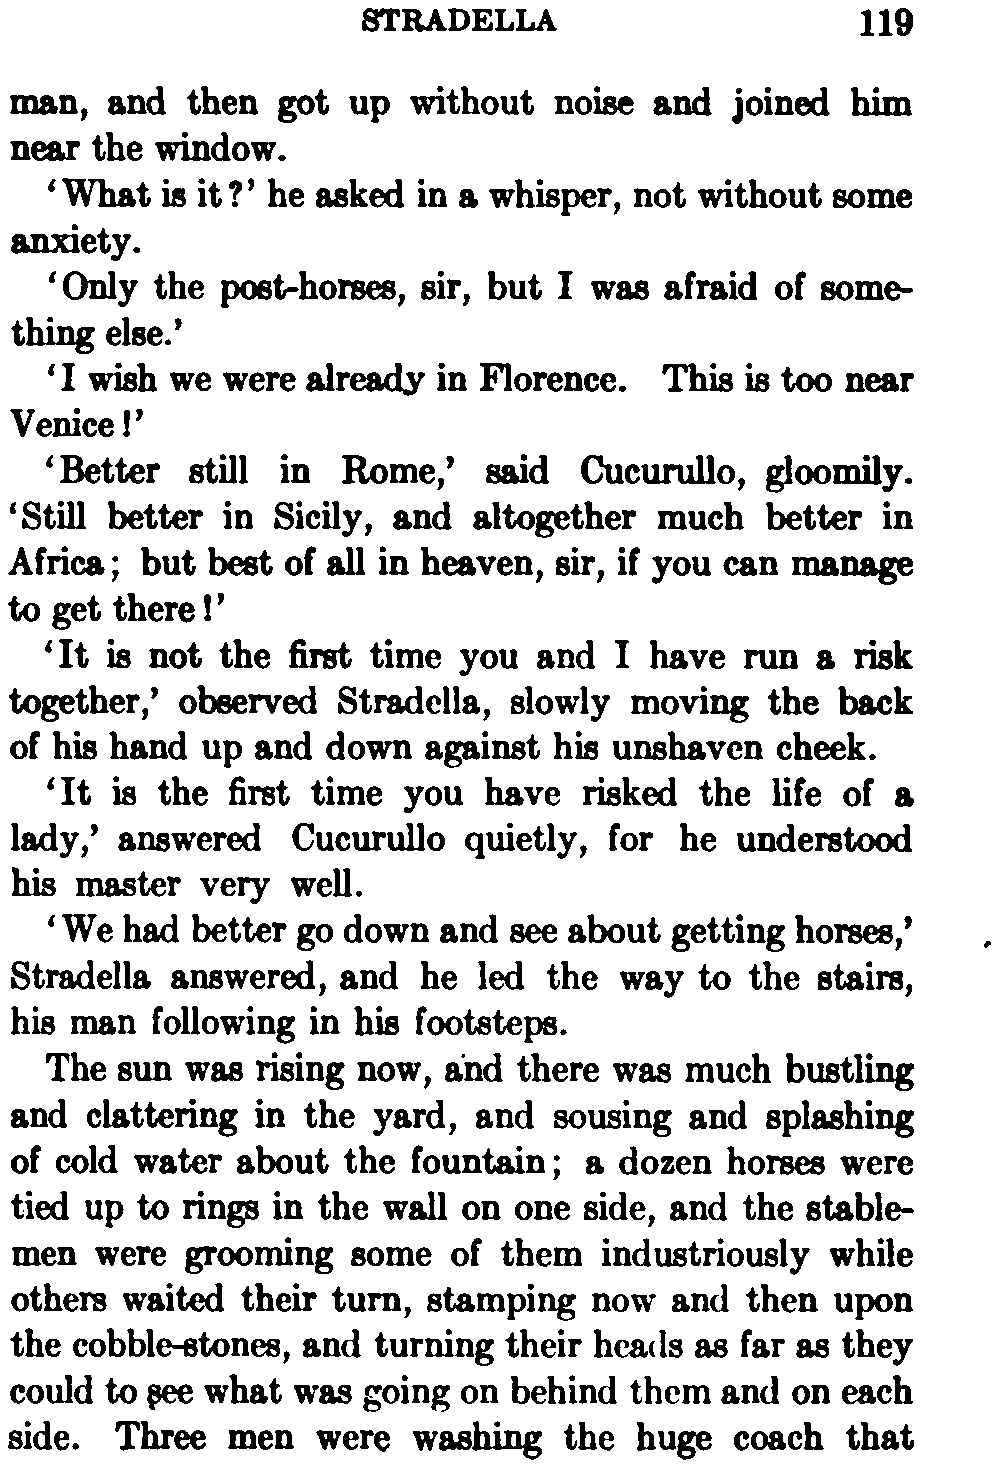 STRADELLA 119
man, and then got up without noise and joined him
near the window.
‘What is it?’ he asked in a whisper, not without some
anxiety.
‘Only the post-horses, sir, but I was afraid of some-
thing else.’
‘I wish we were already in Florence. This is too near
Venice!’
‘Better still in Rome,’ said Cucurullo, gloomily.
‘Still better in Sicily, and altogether much better in
Africa; but best of all in heaven, sir, if you can manage
to get there!’
‘It is not the first time you and I have run a risk
together,’ observed Stradella, slowly moving the back
of his hand up and down against his unshaven cheek.
‘It is the first time you have risked the life of a
lady,’ answered Cucurullo quietly, for he understood
his master very well.
‘We had better go down and see about getting horses,’
Stradella answered, and he led the way to the stairs,
his man following in his footsteps.
The sun was rising now, and there was much bustling
and clattering in the yard, and sousing and splashing
of cold water about the fountain; a dozen horses were
tied up to rings in the wall on one side, and the stable-
men were grooming some of them industriously while
others waited their turn, stamping now and then upon
the cobble-stones, and turning their heads as far as they
could to see what was going on behind them and on each
side. Three men were washing the huge coach that